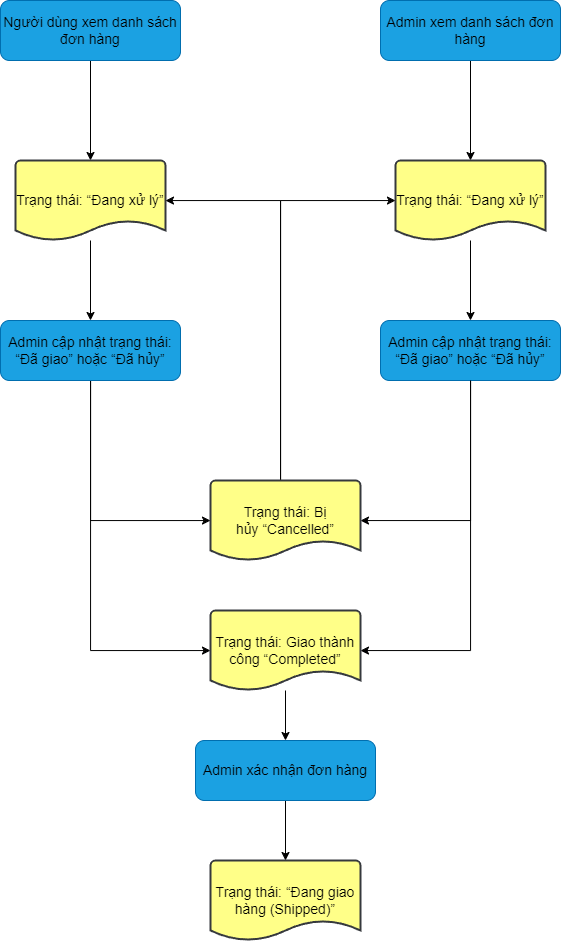 Người dùng xem danh sách
đơn hàng
Admin xem danh sách đơn
hàng
Trạng thái: “Đang xử lý”
Trạng thái: “Đang xử lý”
Admin cập nhật trạng thái:
“Đã giao” hoặc “Đã hủy”
Admin cập nhật trạng thái:
“Đã giao” hoặc “Đã hủy”
Trạng thái: Bị
hủy “Cancelled”
Trạng thái: Giao thành
công “Completed”
Admin xác nhận đơn hàng
Trạng thái: “Đang giao
hàng (Shipped)”